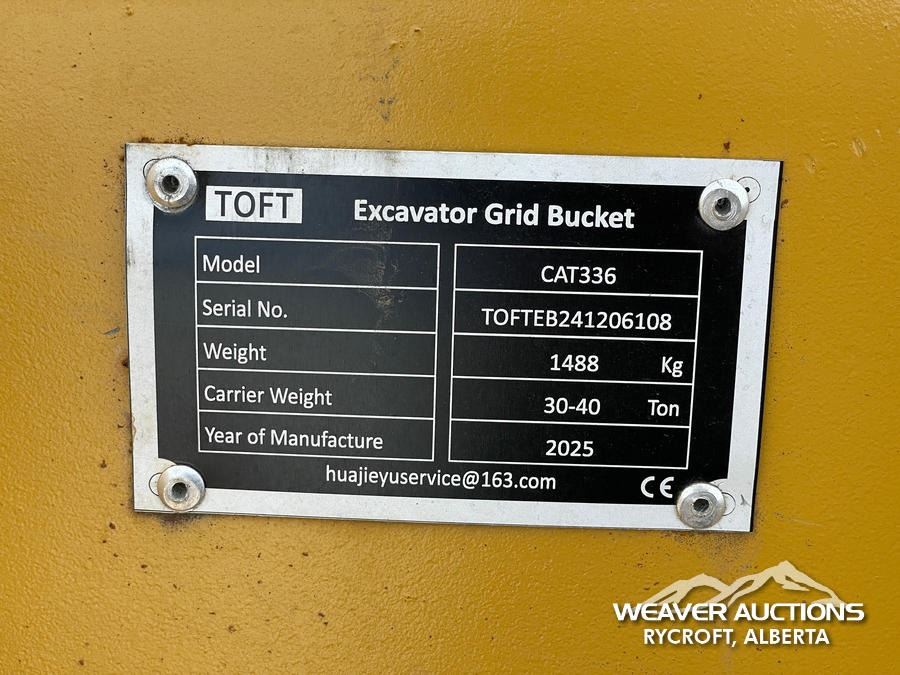 TOFT Excavator Grid Bucket
Model CAT336
Serial No. TOFTEB241206108
Weight 1488 Kg
Carrier Weight 30-40 Ton
Year of Manufacture 2025
huajieyuservice@163.com CE
WEAVER AUCTIONS
RYCROFT, ALBERTA